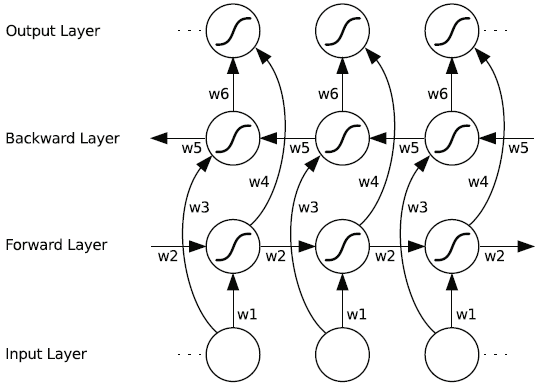 Output Layer
w6 w6 w6
Backward Layer
w5 w5 w5 w5
w4 w4 w4
w3 w3 w3
Forward Layer
w2 w2 w2 w2
w1 w1 w1
Input Layer